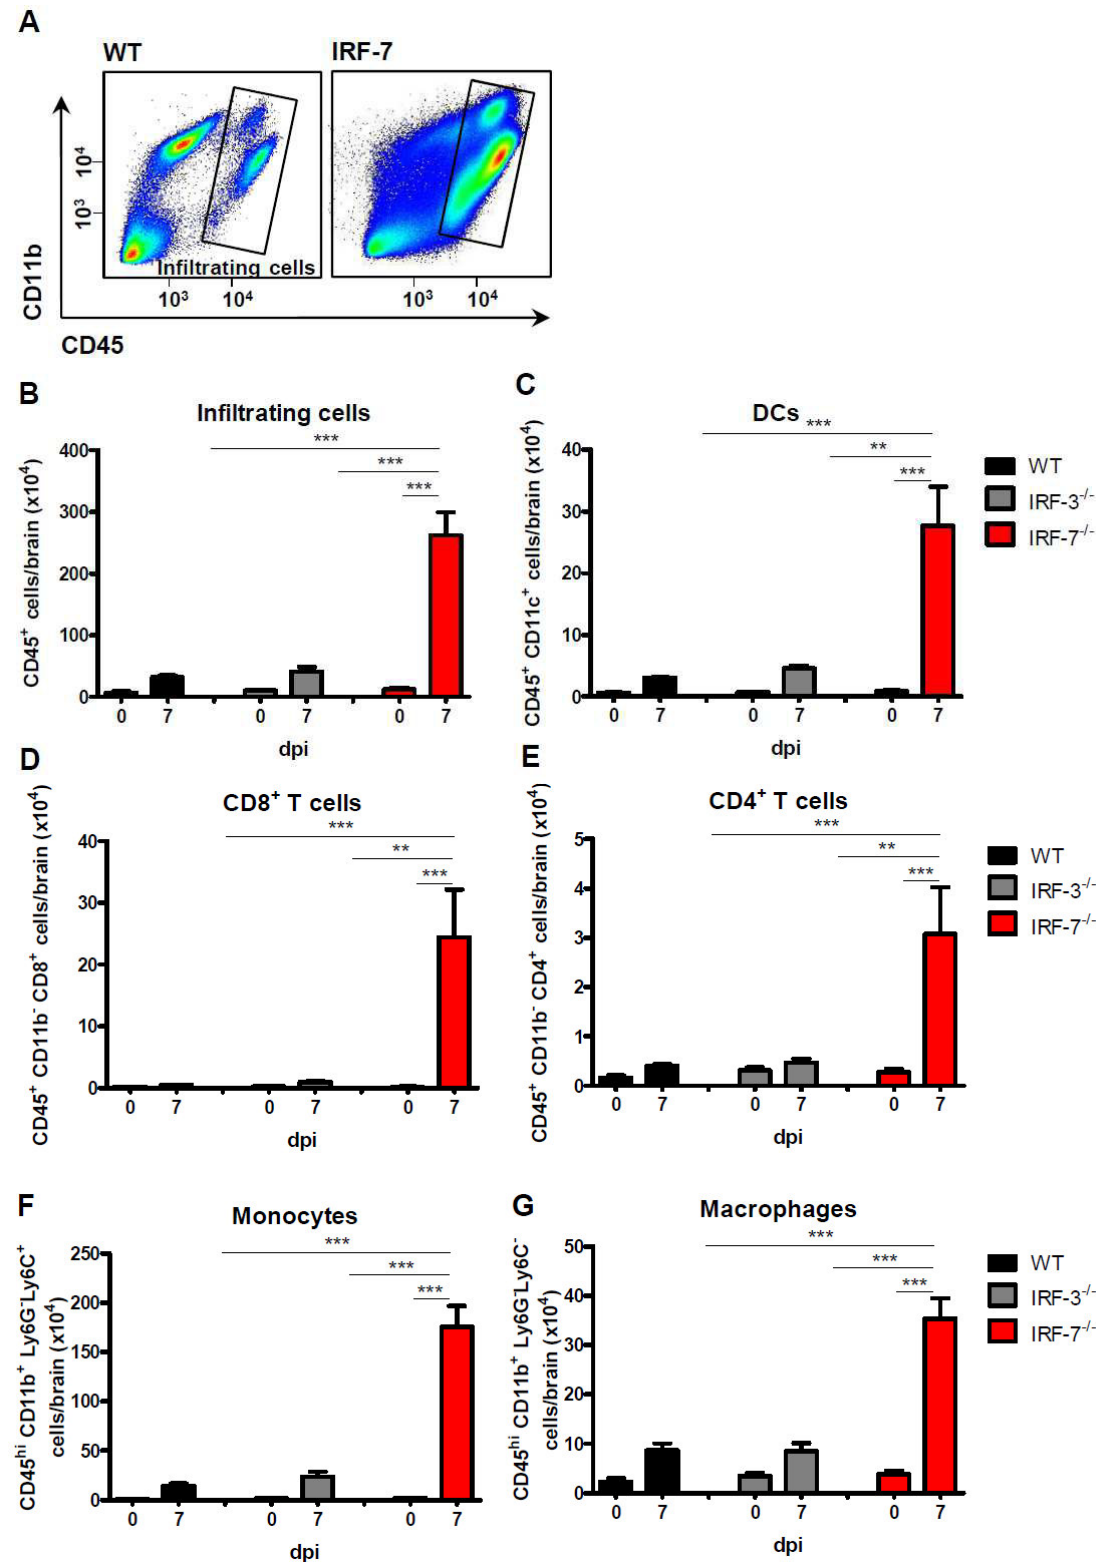 A
WT IRF-7
10⁴
10³
CD11b
Infiltrating cells
10³ 10⁴ 10³ 10⁴
CD45
B
Infiltrating cells
***
***
***
CD45⁺ cells/brain (x10⁴)
400
300
200
100
0
0 7 0 7 0 7
dpi
C
DCs
***
**
***
CD45⁺ CD11c⁺ cells/brain (x10⁴)
40
30
20
10
0
0 7 0 7 0 7
dpi
WT
IRF-3⁻/⁻
IRF-7⁻/⁻
D
CD8⁺ T cells
***
**
***
CD45⁺ CD11b⁻ CD8⁺ cells/brain (x10⁴)
40
30
20
10
0
0 7 0 7 0 7
dpi
E
CD4⁺ T cells
***
**
***
CD45⁺ CD11b⁻ CD4⁺ cells/brain (x10⁴)
5
4
3
2
1
0
0 7 0 7 0 7
dpi
WT
IRF-3⁻/⁻
IRF-7⁻/⁻
F
Monocytes
***
***
***
CD45ʰⁱ CD11b⁺ Ly6G⁻Ly6C⁺
cells/brain (x10⁴)
250
200
150
100
50
0
0 7 0 7 0 7
dpi
G
Macrophages
***
***
***
CD45ʰⁱ CD11b⁺ Ly6G⁻Ly6C⁻
cells/brain (x10⁴)
50
40
30
20
10
0
0 7 0 7 0 7
dpi
WT
IRF-3⁻/⁻
IRF-7⁻/⁻